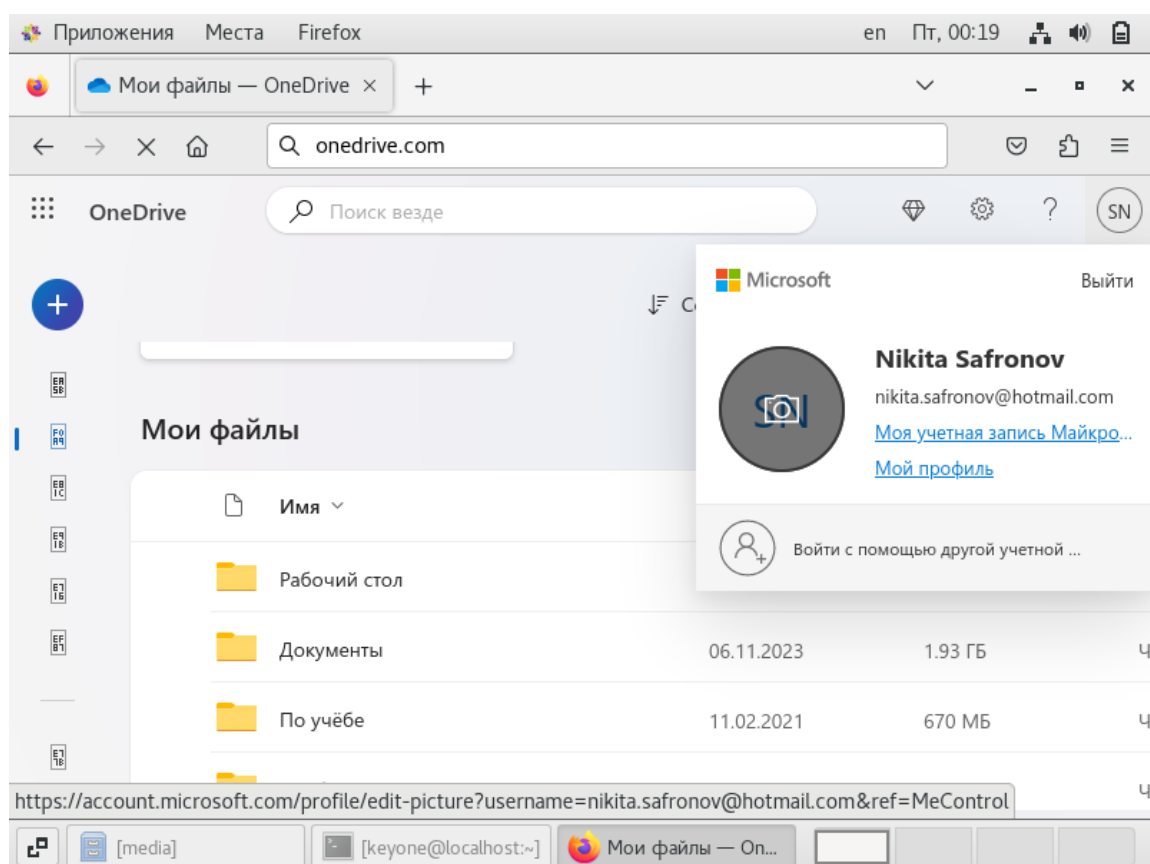 Приложения Места Firefox en Пт, 00:19
Мои файлы — OneDrive
onedrive.com
OneDrive Поиск везде SN
Microsoft Выйти
Nikita Safronov
nikita.safronov@hotmail.com
Моя учетная запись Майкро...
Мой профиль
SN
Войти с помощью другой учетной ...
Мои файлы
Имя
Рабочий стол
Документы 06.11.2023 1.93 ГБ
По учёбе 11.02.2021 670 МБ
https://account.microsoft.com/profile/edit-picture?username=nikita.safronov@hotmail.com&ref=MeControl
[media] [keyone@localhost:~] Мои файлы — On...